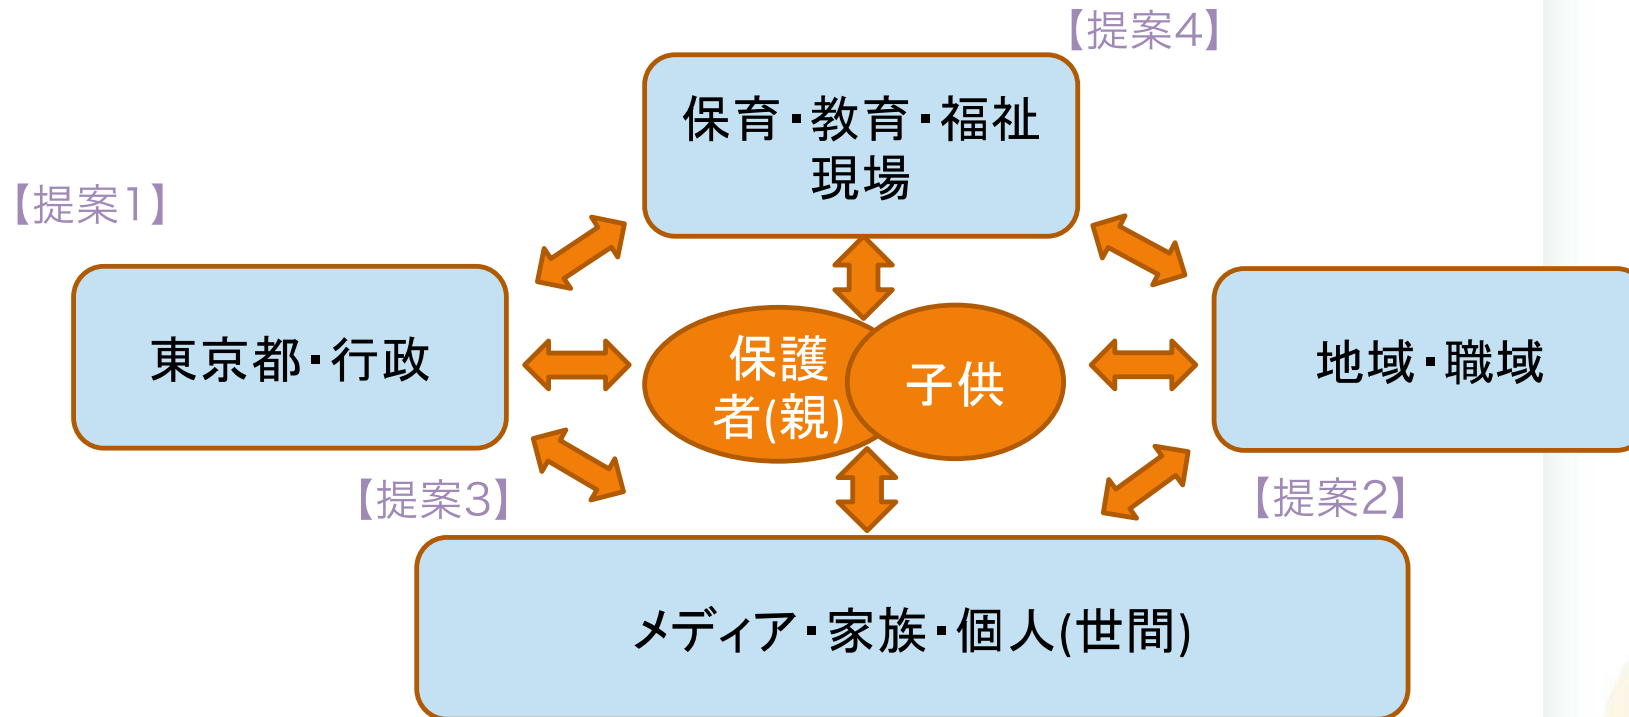 【提案4】
保育・教育・福祉
現場
【提案1】
東京都・行政
保護
者(親)
子供
地域・職域
【提案3】
【提案2】
メディア・家族・個人(世間)